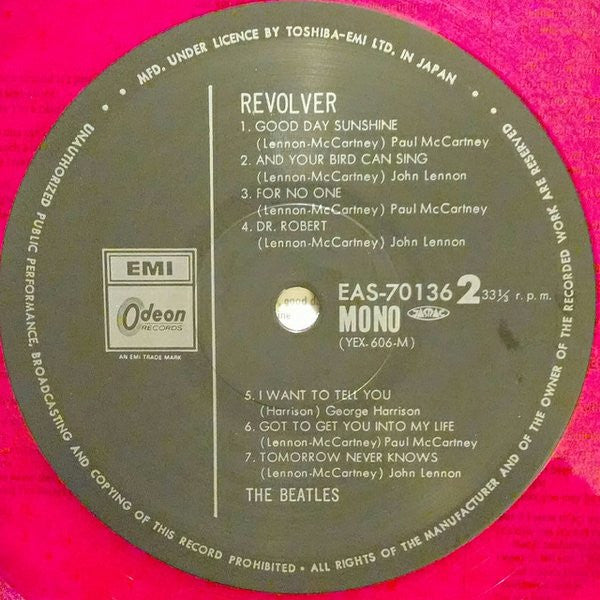 MFD. UNDER LICENCE BY TOSHIBA-EMI LTD. IN JAPAN
UNAUTHORIZED PUBLIC PERFORMANCE, BROADCASTING AND COPYING OF THIS RECORD PROHIBITED • ALL RIGHTS OF THE MANUFACTURER AND OF THE OWNER OF THE RECORDED WORK ARE RESERVED
REVOLVER
1. GOOD DAY SUNSHINE
(Lennon-McCartney) Paul McCartney
2. AND YOUR BIRD CAN SING
(Lennon-McCartney) John Lennon
3. FOR NO ONE
(Lennon-McCartney) Paul McCartney
4. DR. ROBERT
(Lennon-McCartney) John Lennon
EMI
Odeon
RECORDS
AN EMI TRADE MARK
EAS-70136 2 33⅓ r. p. m.
MONO JASRAC
(YEX- 606-M)
5. I WANT TO TELL YOU
(Harrison) George Harrison
6. GOT TO GET YOU INTO MY LIFE
(Lennon-McCartney) Paul McCartney
7. TOMORROW NEVER KNOWS
(Lennon-McCartney) John Lennon
THE BEATLES